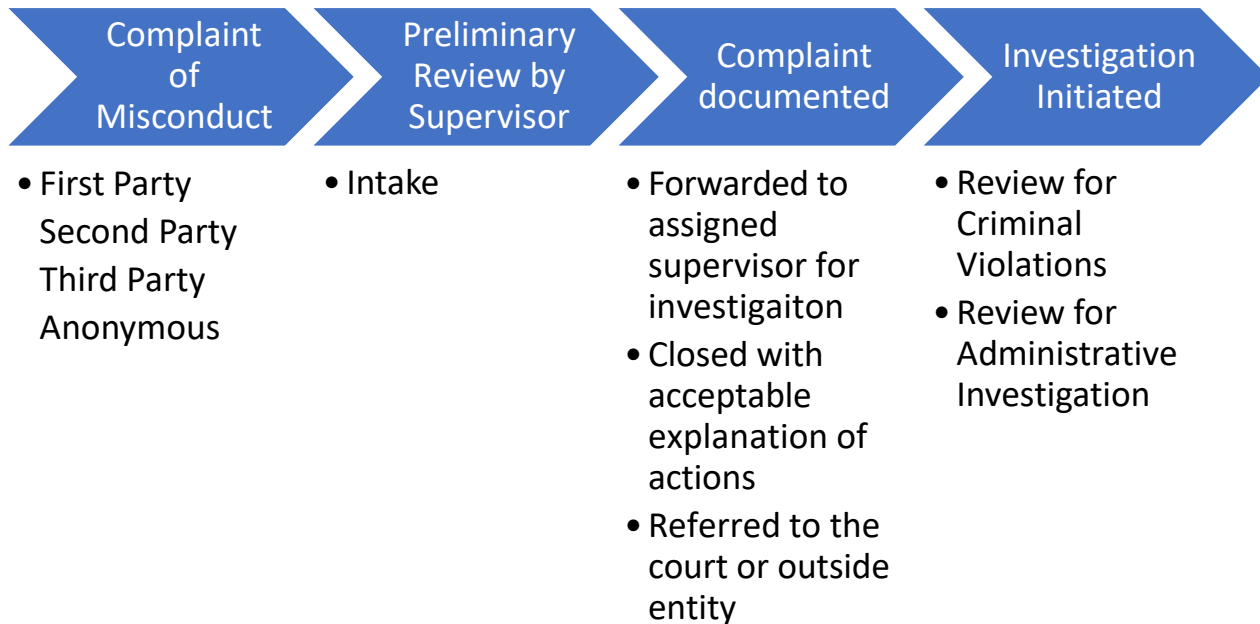 Complaint
of
Misconduct
• First Party
Second Party
Third Party
Anonymous
Preliminary
Review by
Supervisor
• Intake
Complaint
documented
• Forwarded to
assigned
supervisor for
investigaiton
• Closed with
acceptable
explanation of
actions
• Referred to the
court or outside
entity
Investigation
Initiated
• Review for
Criminal
Violations
• Review for
Administrative
Investigation